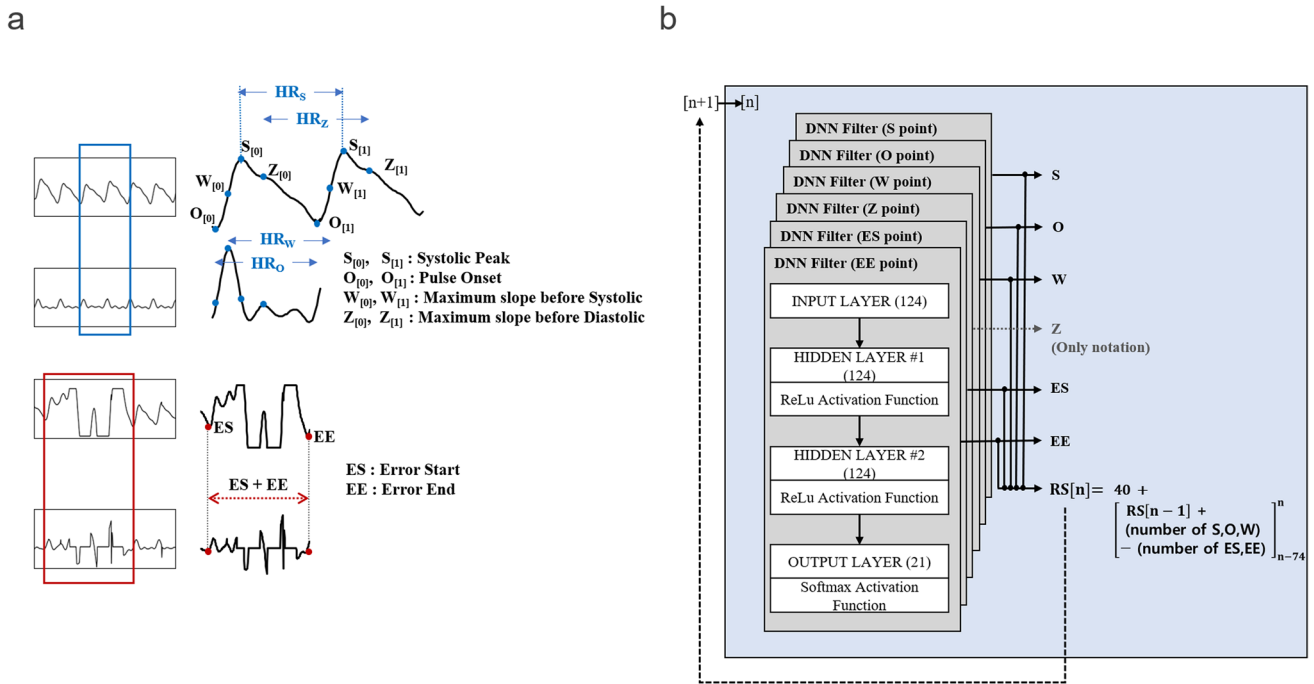 a
HR_S
HR_Z
S[0]
S[1]
Z[0]
Z[1]
W[0]
W[1]
O[0]
O[1]
HR_W
HR_O
S[0], S[1] : Systolic Peak
O[0], O[1] : Pulse Onset
W[0], W[1] : Maximum slope before Systolic
Z[0], Z[1] : Maximum slope before Diastolic
ES
EE
ES + EE
ES : Error Start
EE : Error End
b
[n+1]
[n]
DNN Filter (S point)
DNN Filter (O point)
DNN Filter (W point)
DNN Filter (Z point)
DNN Filter (ES point)
DNN Filter (EE point)
INPUT LAYER (124)
HIDDEN LAYER #1
(124)
ReLu Activation Function
HIDDEN LAYER #2
(124)
ReLu Activation Function
OUTPUT LAYER (21)
Softmax Activation
Function
S
O
W
Z
(Only notation)
ES
EE
RS[n]= 40 +
[RS[n − 1] +
(number of S,O,W)
− (number of ES,EE)]
n
n−74